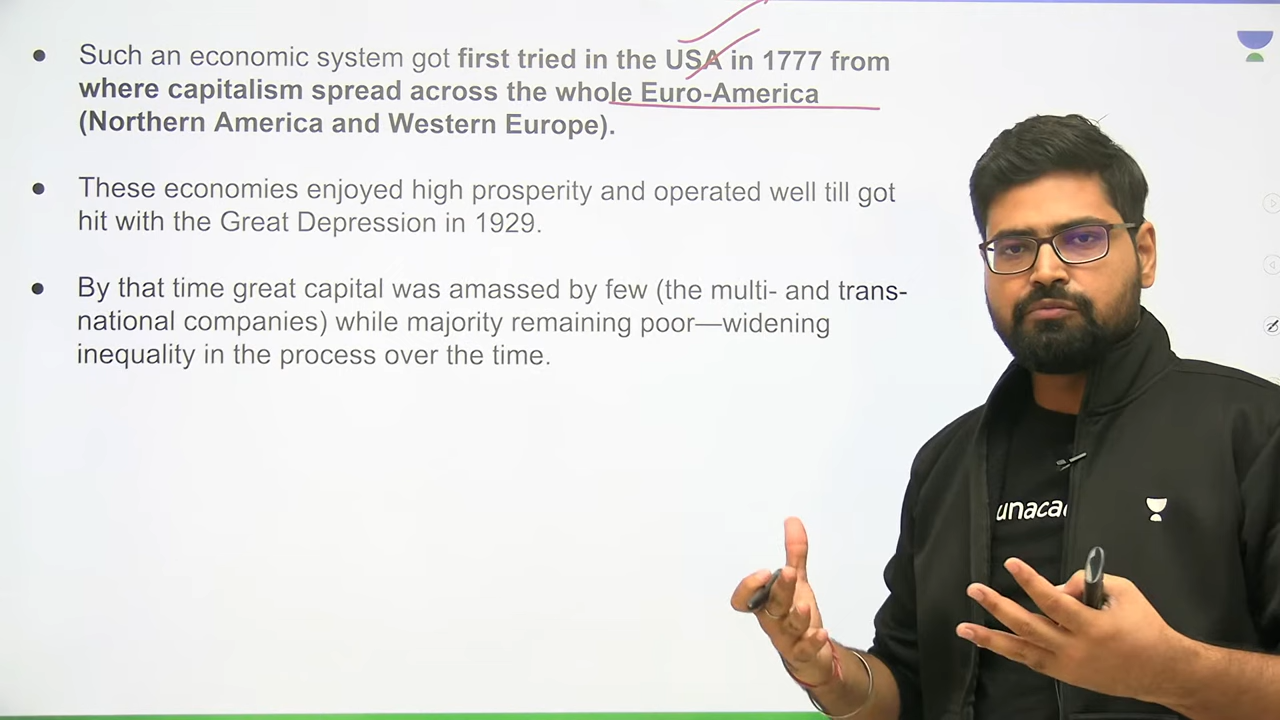 ● Such an economic system got first tried in the USA in 1777 from
where capitalism spread across the whole Euro-America
(Northern America and Western Europe).
● These economies enjoyed high prosperity and operated well till got
hit with the Great Depression in 1929.
● By that time great capital was amassed by few (the multi- and trans-
national companies) while majority remaining poor—widening
inequality in the process over the time.
unaca